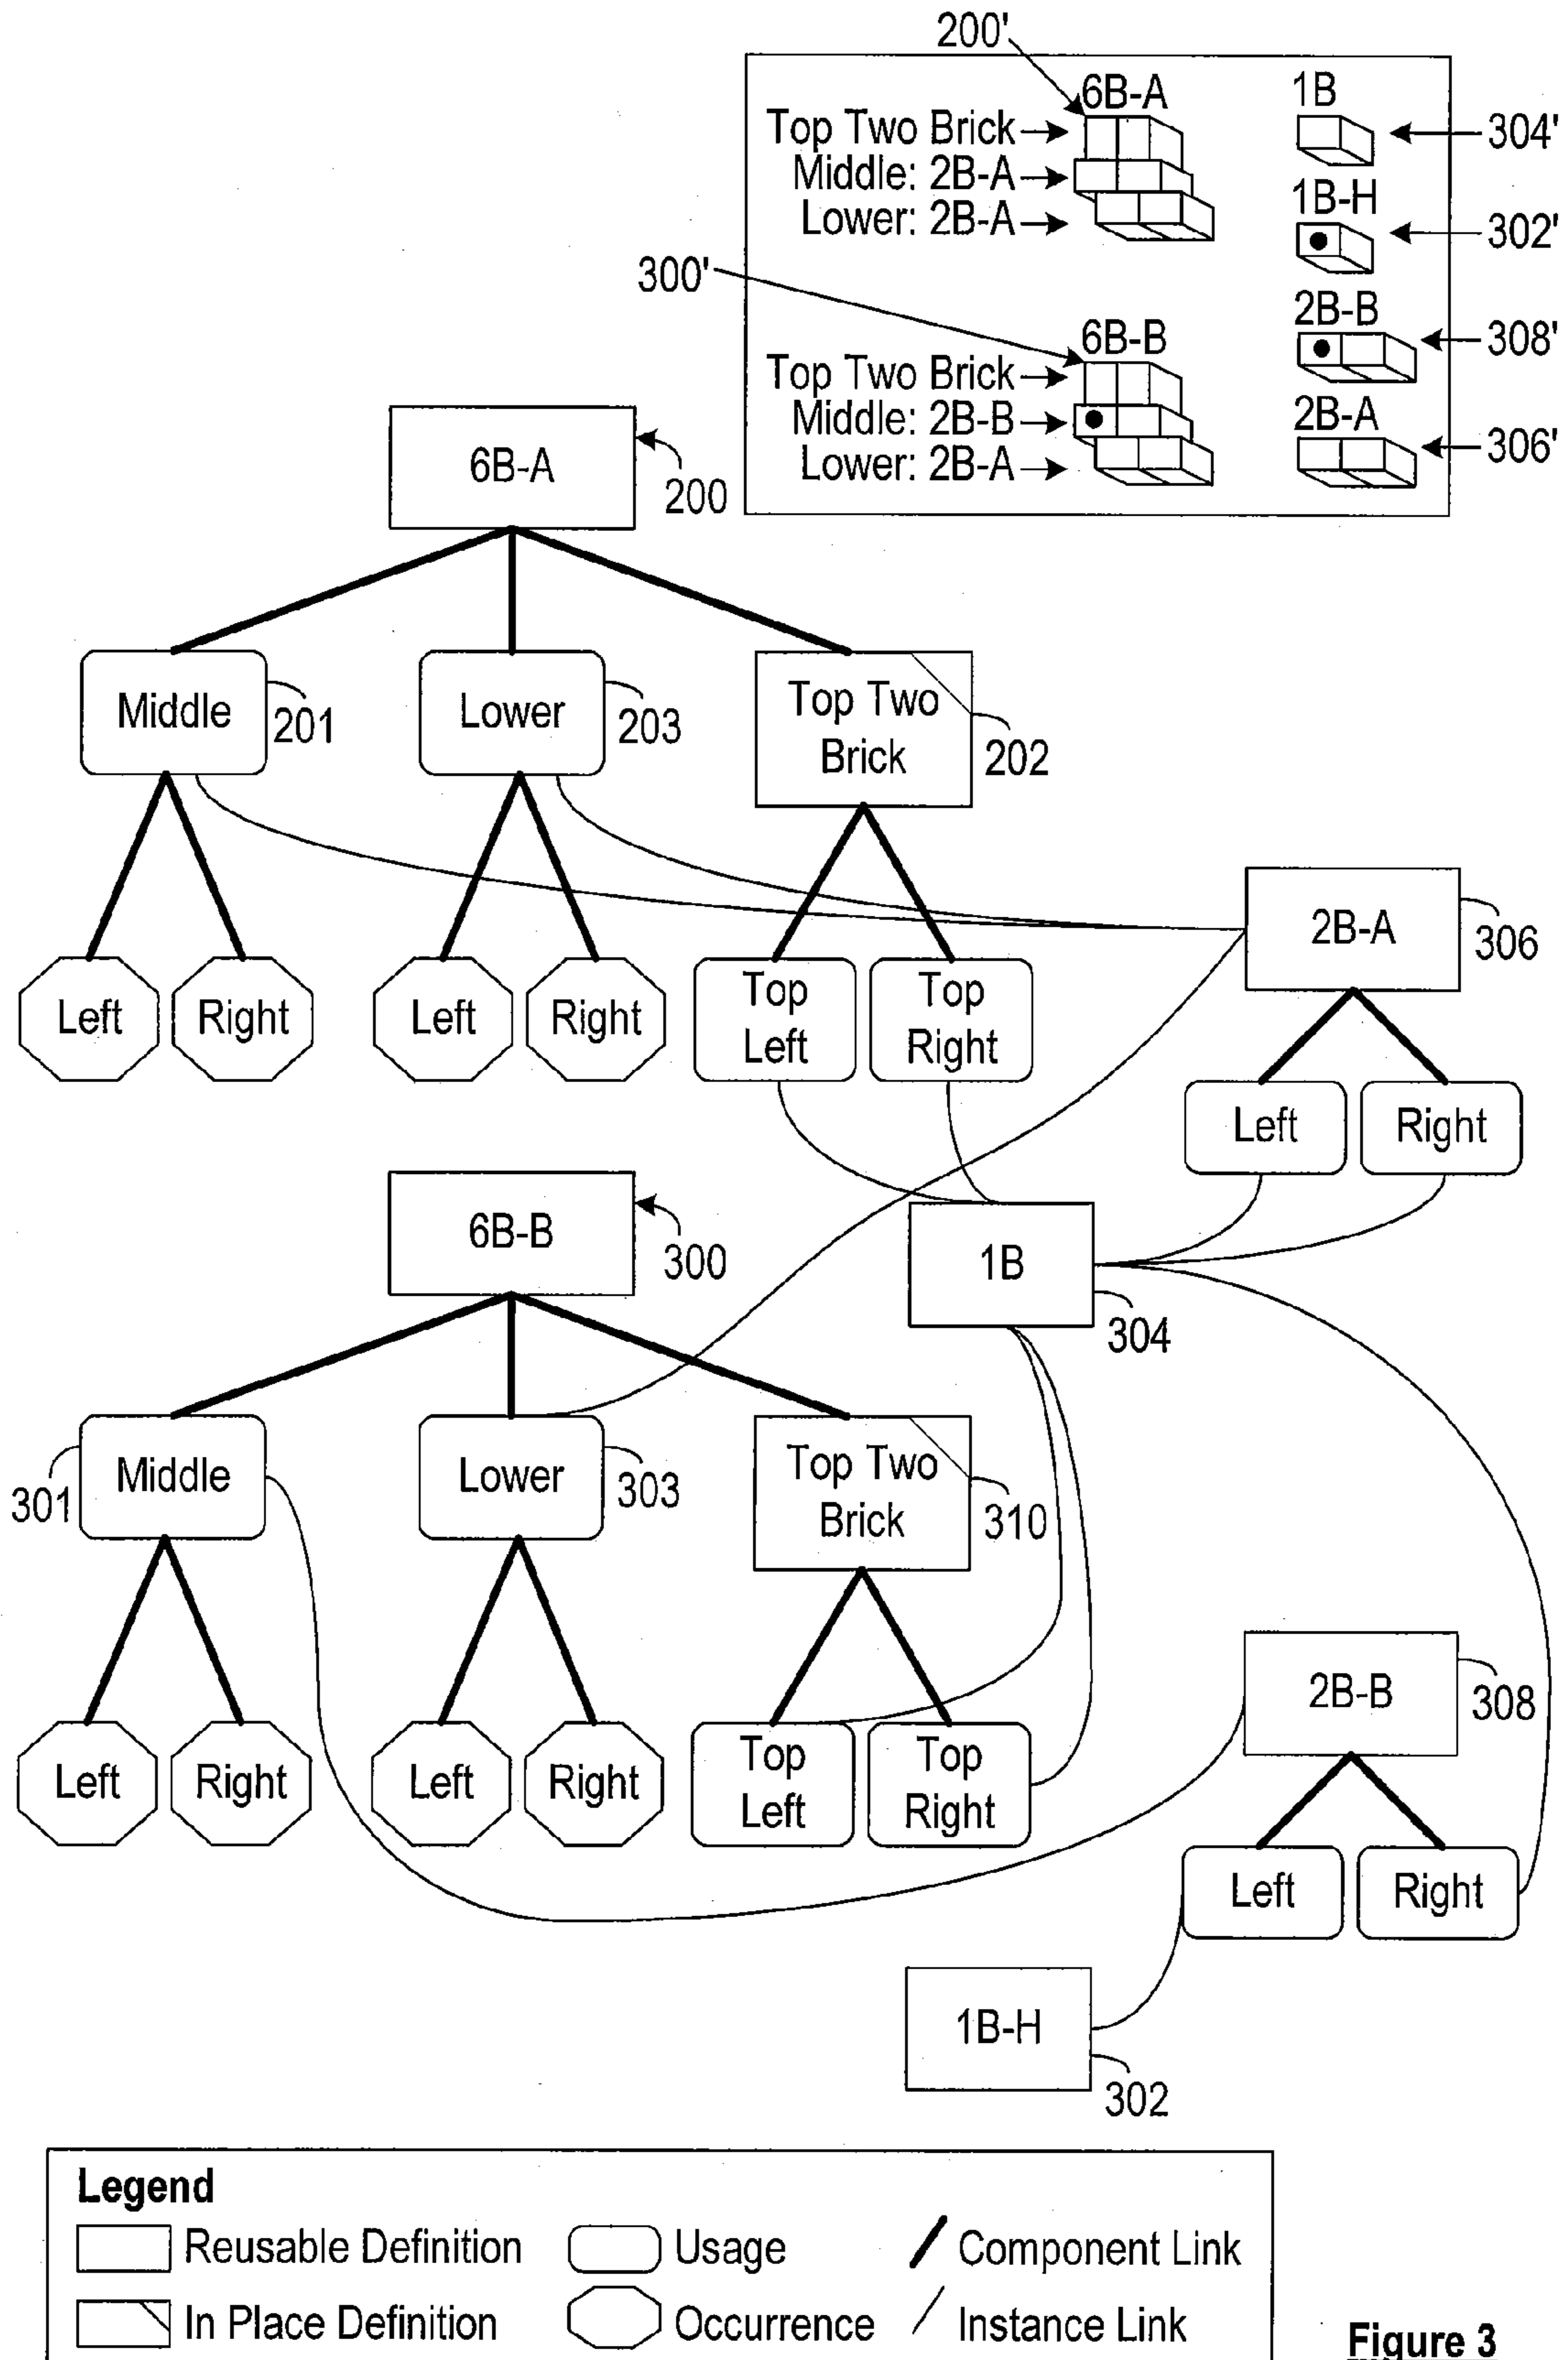 200'
6B-A
1B
Top Two Brick
304'
Middle: 2B-A
1B-H
Lower: 2B-A
302'
300'
2B-B
6B-B
308'
Top Two Brick
Middle: 2B-B
2B-A
Lower: 2B-A
306'
6B-A
200
Middle
201
Lower
203
Top Two
Brick
202
2B-A
306
Left
Right
Left
Right
Top
Left
Top
Right
Left
Right
6B-B
300
1B
304
Middle
301
Lower
303
Top Two
Brick
310
2B-B
308
Left
Right
Left
Right
Top
Left
Top
Right
Left
Right
1B-H
302
Legend
Reusable Definition
Usage
Component Link
In Place Definition
Occurrence
Instance Link
Figure 3